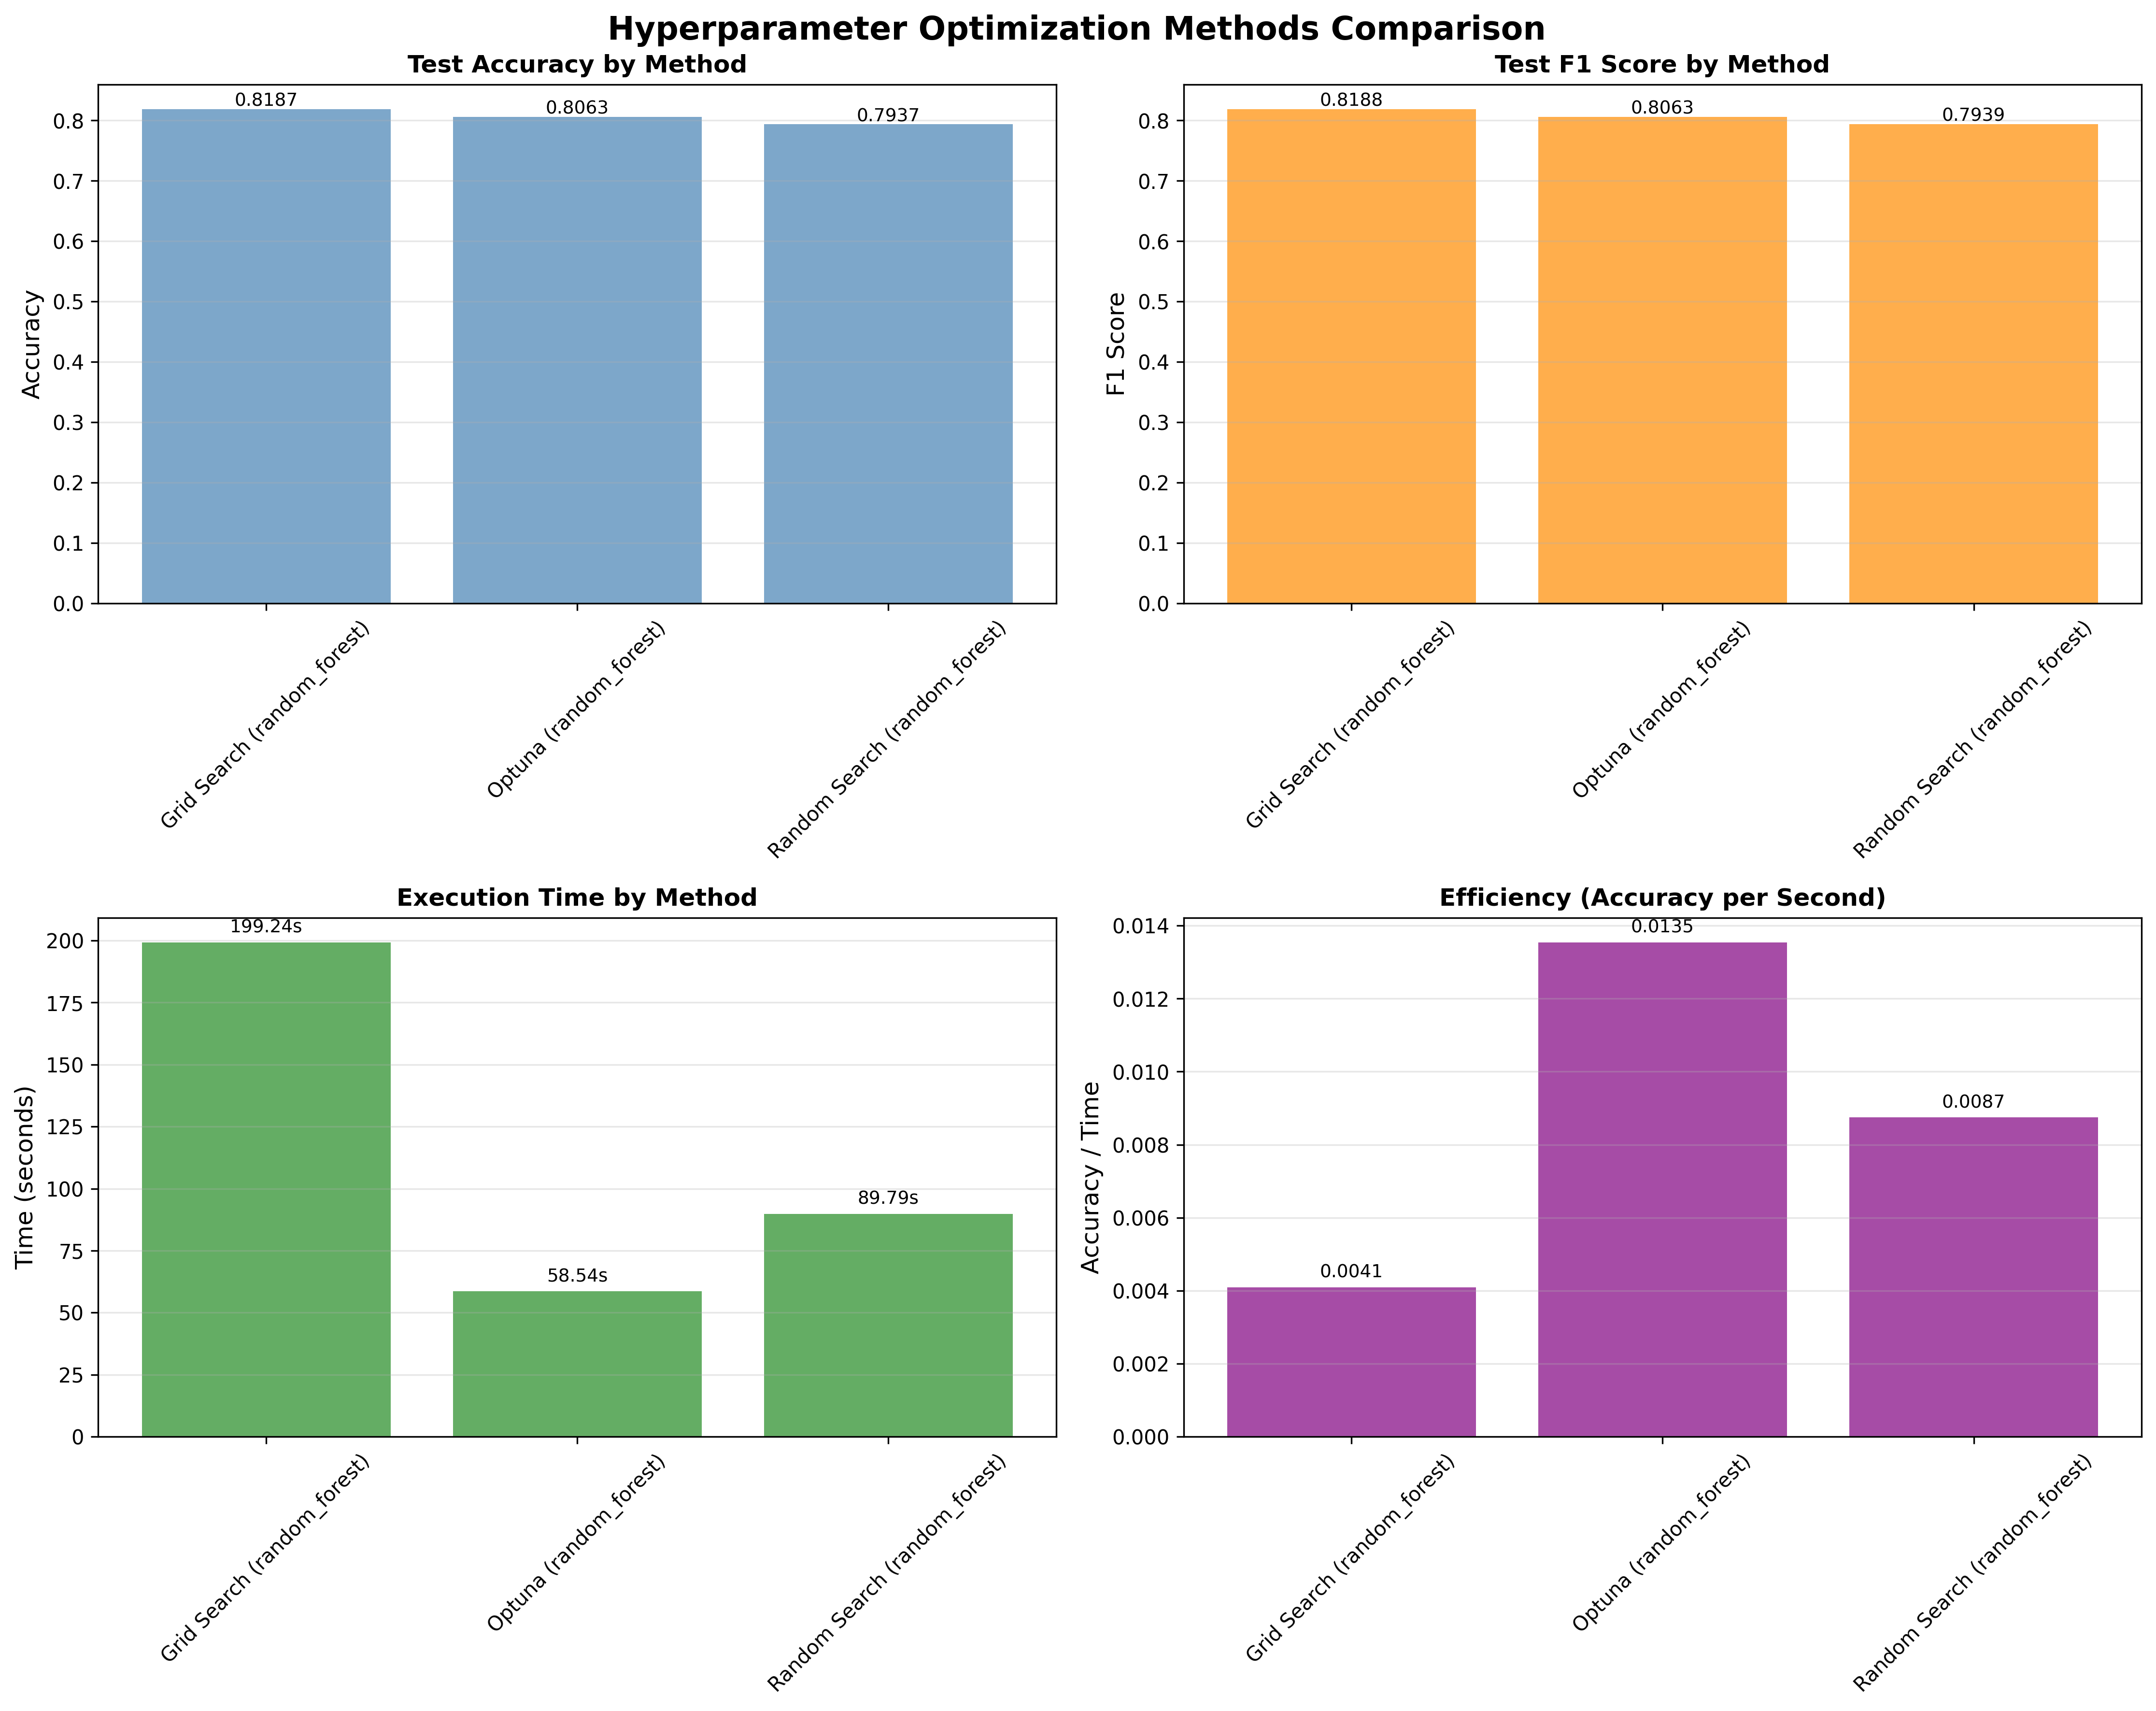 Hyperparameter Optimization Methods Comparison
Test Accuracy by Method
Accuracy
0.8
0.7
0.6
0.5
0.4
0.3
0.2
0.1
0.0
0.8187
0.8063
0.7937
Grid Search (random_forest)
Optuna (random_forest)
Random Search (random_forest)
Test F1 Score by Method
F1 Score
0.8
0.7
0.6
0.5
0.4
0.3
0.2
0.1
0.0
0.8188
0.8063
0.7939
Grid Search (random_forest)
Optuna (random_forest)
Random Search (random_forest)
Execution Time by Method
Time (seconds)
200
175
150
125
100
75
50
25
0
199.24s
58.54s
89.79s
Grid Search (random_forest)
Optuna (random_forest)
Random Search (random_forest)
Efficiency (Accuracy per Second)
Accuracy / Time
0.014
0.012
0.010
0.008
0.006
0.004
0.002
0.000
0.0041
0.0135
0.0087
Grid Search (random_forest)
Optuna (random_forest)
Random Search (random_forest)